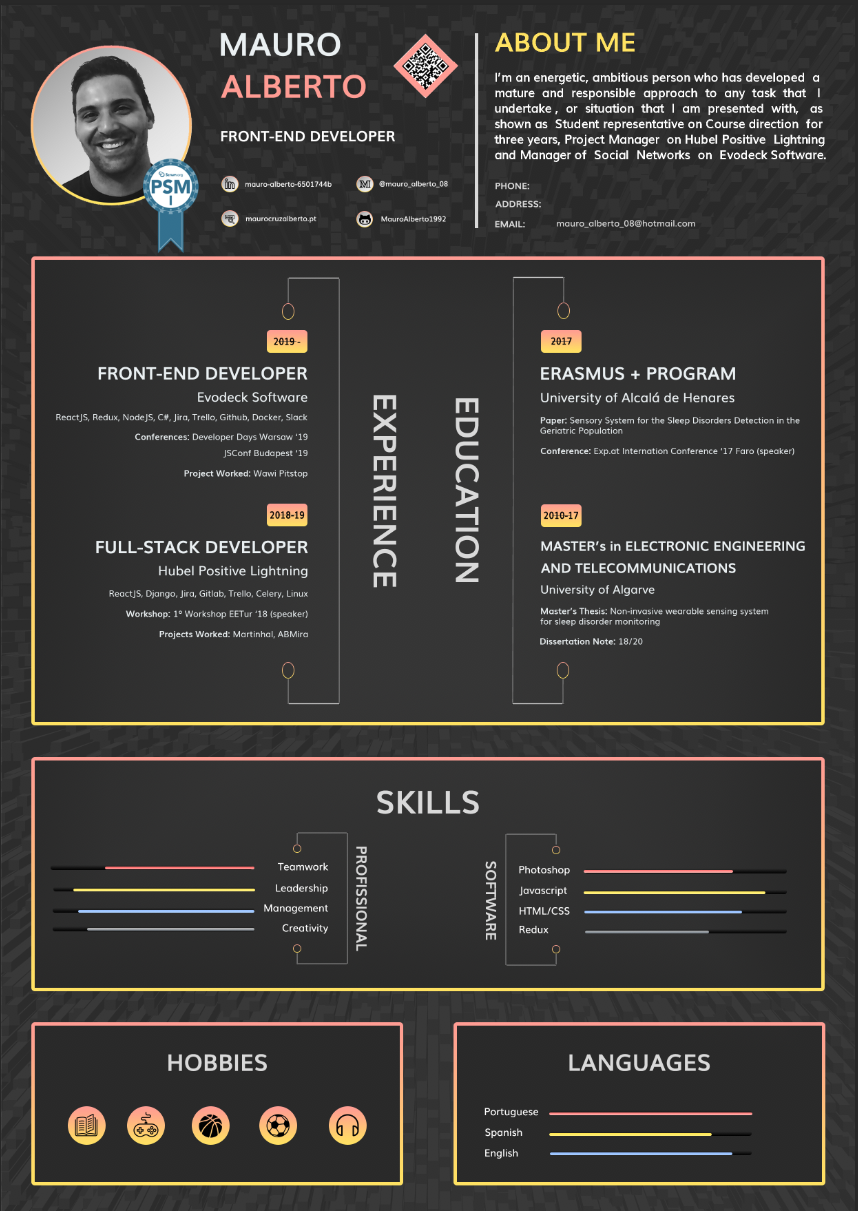 MAURO
ALBERTO
FRONT-END DEVELOPER
mauro-alberto-6501744b
@mauro_alberto_08
maurocruzalberto.pt
MauroAlberto1992
PSM
I
ABOUT ME
I'm an energetic, ambitious person who has developed a
mature and responsible approach to any task that I
undertake , or situation that I am presented with, as
shown as Student representative on Course direction for
three years, Project Manager on Hubel Positive Lightning
and Manager of Social Networks on Evodeck Software.
PHONE:
ADDRESS:
EMAIL: mauro_alberto_08@hotmail.com
EXPERIENCE
2019 -
FRONT-END DEVELOPER
Evodeck Software
ReactJS, Redux, NodeJS, C#, Jira, Trello, Github, Docker, Slack
Conferences: Developer Days Warsaw '19
JSConf Budapest '19
Project Worked: Wawi Pitstop
2018-19
FULL-STACK DEVELOPER
Hubel Positive Lightning
ReactJS, Django, Jira, Gitlab, Trello, Celery, Linux
Workshop: 1º Workshop EETur '18 (speaker)
Projects Worked: Martinhal, ABMira
EDUCATION
2017
ERASMUS + PROGRAM
University of Alcalá de Henares
Paper: Sensory System for the Sleep Disorders Detection in the
Geriatric Population
Conference: Exp.at Internation Conference '17 Faro (speaker)
2010-17
MASTER's in ELECTRONIC ENGINEERING
AND TELECOMMUNICATIONS
University of Algarve
Master's Thesis: Non-invasive wearable sensing system
for sleep disorder monitoring
Dissertation Note: 18/20
SKILLS
PROFISSIONAL
Teamwork
Leadership
Management
Creativity
SOFTWARE
Photoshop
Javascript
HTML/CSS
Redux
HOBBIES
LANGUAGES
Portuguese
Spanish
English